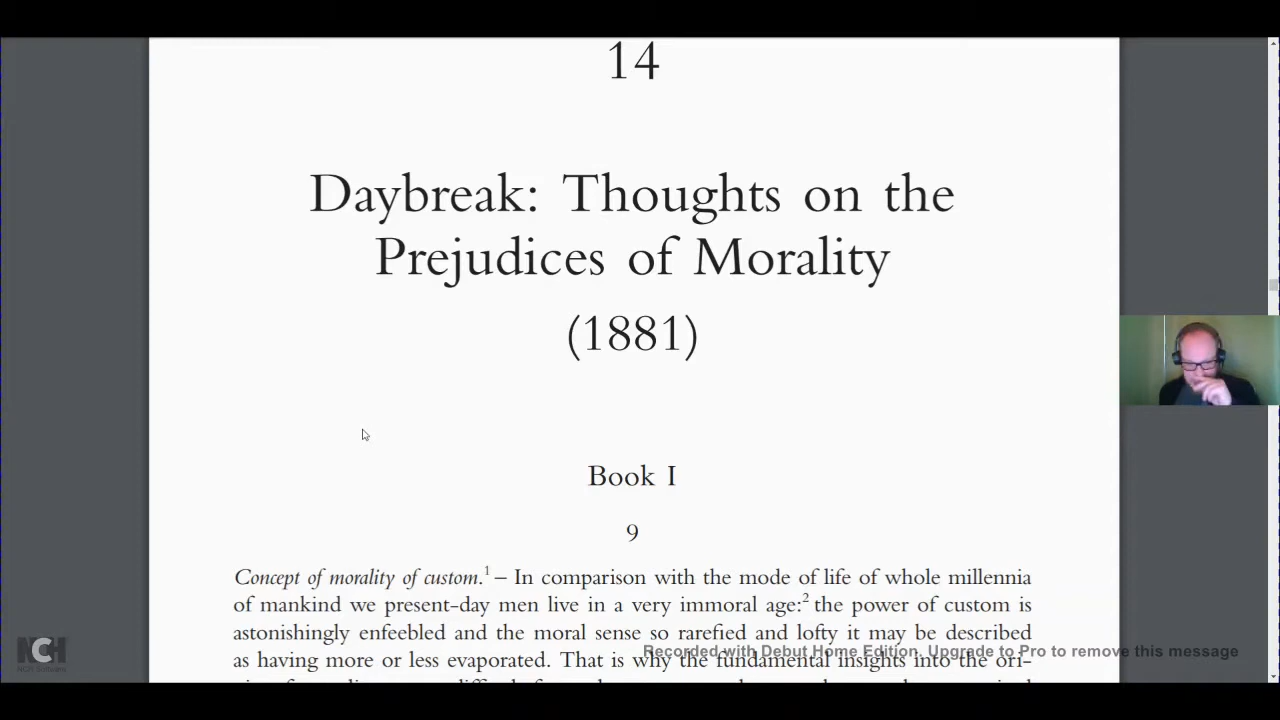 14
Daybreak: Thoughts on the
Prejudices of Morality
(1881)
Book I
9
Concept of morality of custom.1 – In comparison with the mode of life of whole millennia
of mankind we present-day men live in a very immoral age:2 the power of custom is
astonishingly enfeebled and the moral sense so rarefied and lofty it may be described
as having more or less evaporated. That is why the fundamental insights into the ori-
Recorded with Debut Home Edition. Upgrade to Pro to remove this message
NCH